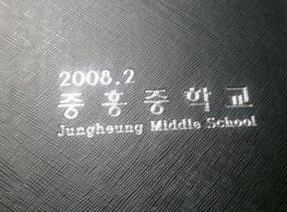 2008.2
중흥중학교
Jungheung Middle School